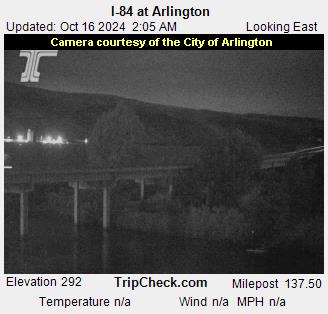 I-84 at Arlington
Updated: Oct 16 2024 2:05 AM Looking East
Camera courtesy of the City of Arlington
Elevation 292 TripCheck.com Milepost 137.50
Temperature n/a Wind n/a MPH n/a